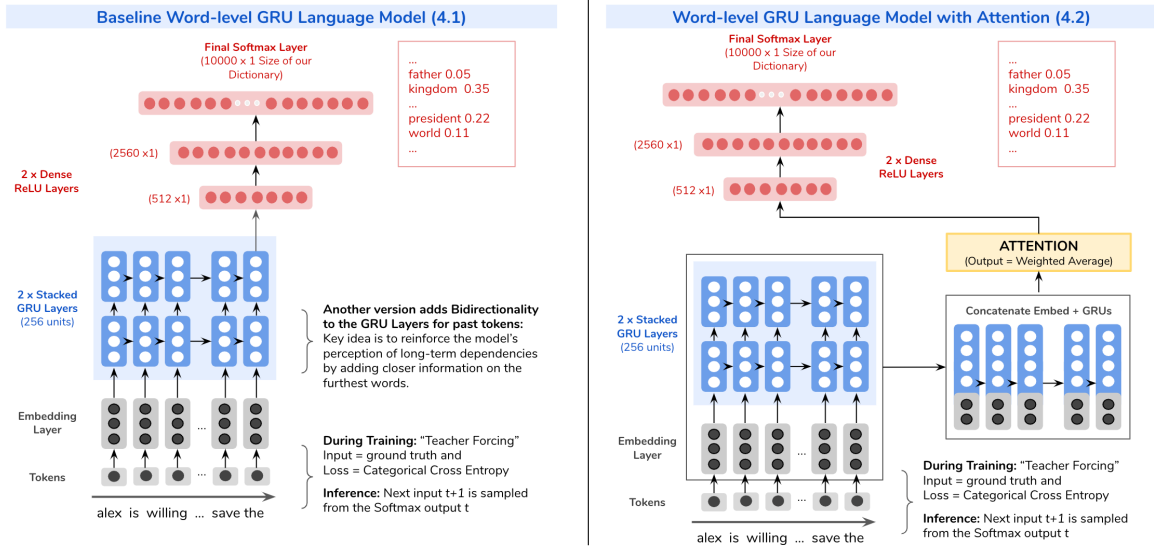 Baseline Word-level GRU Language Model (4.1)
Final Softmax Layer
(10000 x 1 Size of our
Dictionary)
...
father 0.05
kingdom 0.35
...
president 0.22
world 0.11
...
(2560 x1)
2 x Dense
ReLU Layers
(512 x1)
2 x Stacked
GRU Layers
(256 units)
Another version adds Bidirectionality
to the GRU Layers for past tokens:
Key idea is to reinforce the model's
perception of long-term dependencies
by adding closer information on the
furthest words.
Embedding
Layer
...
During Training: "Teacher Forcing"
Input = ground truth and
Loss = Categorical Cross Entropy
Inference: Next input t+1 is sampled
from the Softmax output t
Tokens
...
alex is willing ... save the
Word-level GRU Language Model with Attention (4.2)
Final Softmax Layer
(10000 x 1 Size of our
Dictionary)
...
father 0.05
kingdom 0.35
...
president 0.22
world 0.11
...
(2560 x1)
2 x Dense
ReLU Layers
(512 x1)
ATTENTION
(Output = Weighted Average)
2 x Stacked
GRU Layers
(256 units)
Concatenate Embed + GRUs
Embedding
Layer
...
During Training: "Teacher Forcing"
Input = ground truth and
Loss = Categorical Cross Entropy
Inference: Next input t+1 is sampled
from the Softmax output t
Tokens
...
alex is willing ... save the